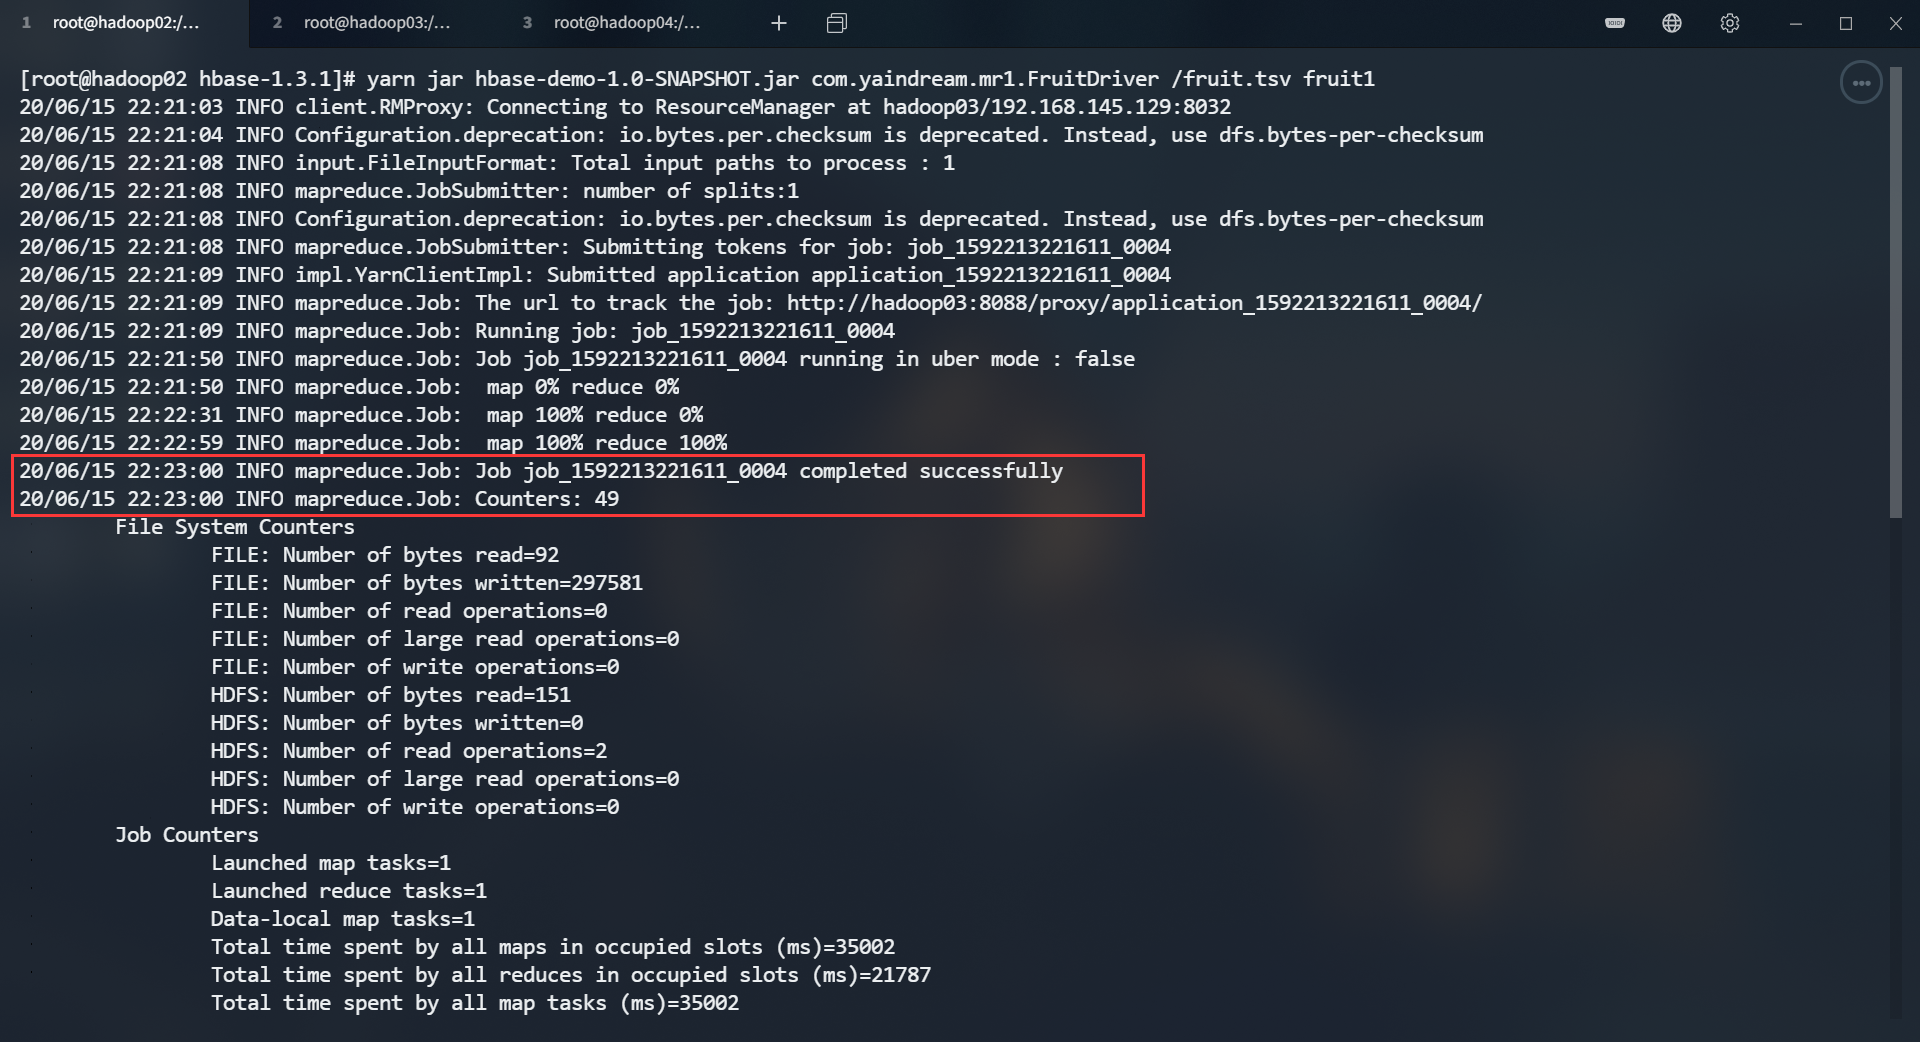 1 root@hadoop02:/... 2 root@hadoop03:/... 3 root@hadoop04:/...
[root@hadoop02 hbase-1.3.1]# yarn jar hbase-demo-1.0-SNAPSHOT.jar com.yaindream.mr1.FruitDriver /fruit.tsv fruit1
20/06/15 22:21:03 INFO client.RMProxy: Connecting to ResourceManager at hadoop03/192.168.145.129:8032
20/06/15 22:21:04 INFO Configuration.deprecation: io.bytes.per.checksum is deprecated. Instead, use dfs.bytes-per-checksum
20/06/15 22:21:08 INFO input.FileInputFormat: Total input paths to process : 1
20/06/15 22:21:08 INFO mapreduce.JobSubmitter: number of splits:1
20/06/15 22:21:08 INFO Configuration.deprecation: io.bytes.per.checksum is deprecated. Instead, use dfs.bytes-per-checksum
20/06/15 22:21:08 INFO mapreduce.JobSubmitter: Submitting tokens for job: job_1592213221611_0004
20/06/15 22:21:09 INFO impl.YarnClientImpl: Submitted application application_1592213221611_0004
20/06/15 22:21:09 INFO mapreduce.Job: The url to track the job: http://hadoop03:8088/proxy/application_1592213221611_0004/
20/06/15 22:21:09 INFO mapreduce.Job: Running job: job_1592213221611_0004
20/06/15 22:21:50 INFO mapreduce.Job: Job job_1592213221611_0004 running in uber mode : false
20/06/15 22:21:50 INFO mapreduce.Job:  map 0% reduce 0%
20/06/15 22:22:31 INFO mapreduce.Job:  map 100% reduce 0%
20/06/15 22:22:59 INFO mapreduce.Job:  map 100% reduce 100%
20/06/15 22:23:00 INFO mapreduce.Job: Job job_1592213221611_0004 completed successfully
20/06/15 22:23:00 INFO mapreduce.Job: Counters: 49
File System Counters
FILE: Number of bytes read=92
FILE: Number of bytes written=297581
FILE: Number of read operations=0
FILE: Number of large read operations=0
FILE: Number of write operations=0
HDFS: Number of bytes read=151
HDFS: Number of bytes written=0
HDFS: Number of read operations=2
HDFS: Number of large read operations=0
HDFS: Number of write operations=0
Job Counters
Launched map tasks=1
Launched reduce tasks=1
Data-local map tasks=1
Total time spent by all maps in occupied slots (ms)=35002
Total time spent by all reduces in occupied slots (ms)=21787
Total time spent by all map tasks (ms)=35002